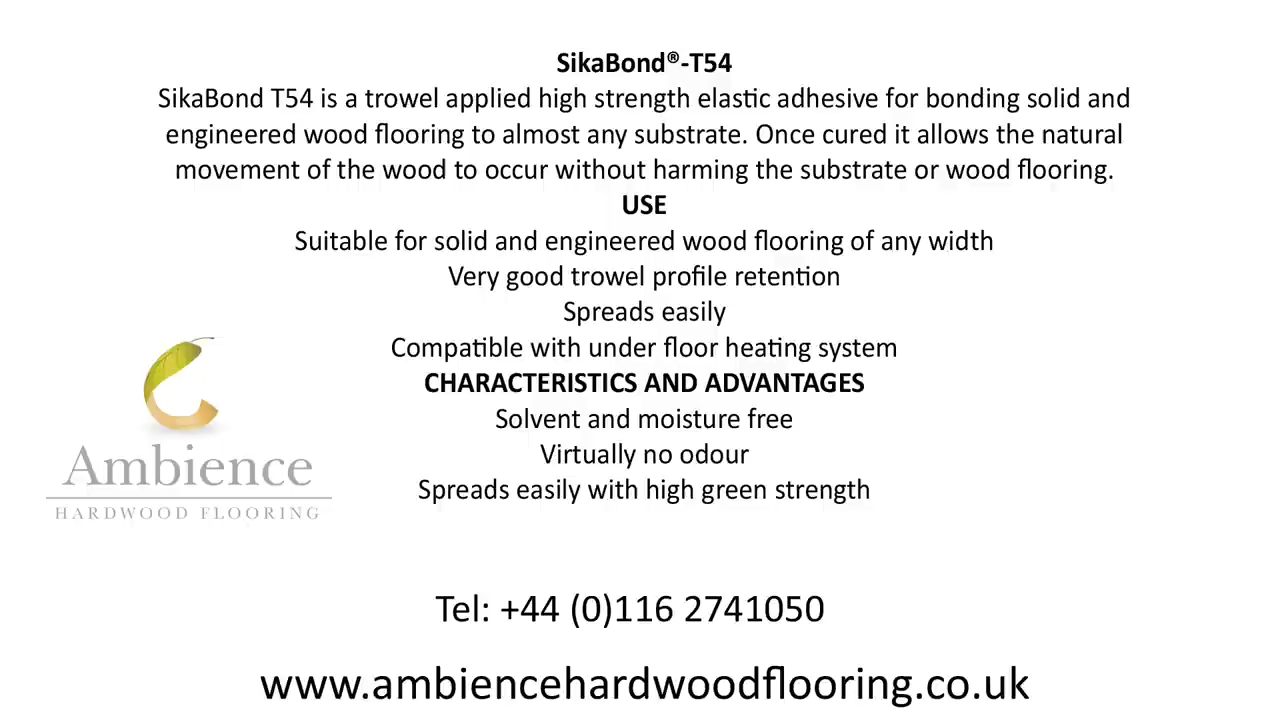 SikaBond®-T54
SikaBond T54 is a trowel applied high strength elastic adhesive for bonding solid and
engineered wood flooring to almost any substrate. Once cured it allows the natural
movement of the wood to occur without harming the substrate or wood flooring.
USE
Suitable for solid and engineered wood flooring of any width
Very good trowel profile retention
Spreads easily
Compatible with under floor heating system
CHARACTERISTICS AND ADVANTAGES
Solvent and moisture free
Virtually no odour
Spreads easily with high green strength
Ambience
HARDWOOD FLOORING
Tel: +44 (0)116 2741050
www.ambiencehardwoodflooring.co.uk